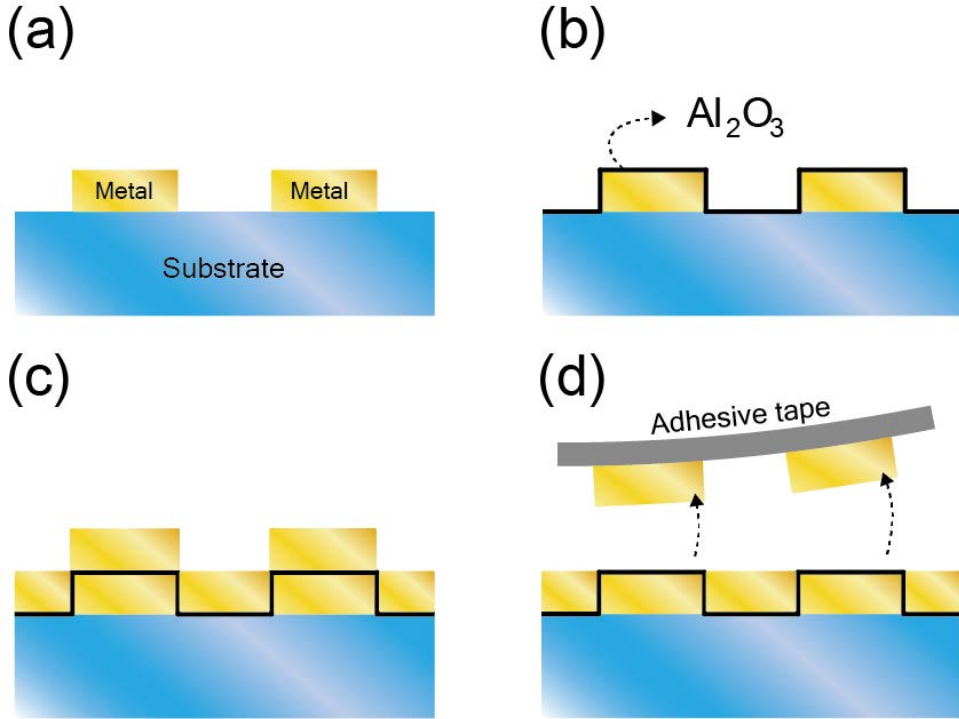 (a)
Metal Metal
Substrate
(b)
Al₂O₃
(c)
(d)
Adhesive tape